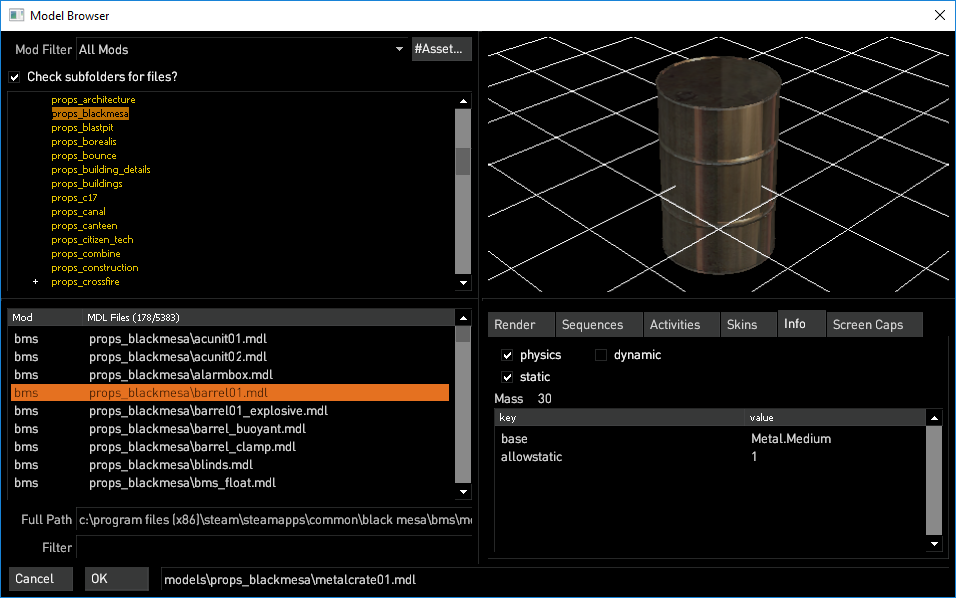 Model Browser
Mod Filter All Mods #Asset...
Check subfolders for files?
props_architecture
props_blackmesa
props_blastpit
props_borealis
props_bounce
props_building_details
props_buildings
props_c17
props_canal
props_canteen
props_citizen_tech
props_combine
props_construction
+ props_crossfire
Mod MDL Files (178/5383)
bms props_blackmesa\acunit01.mdl
bms props_blackmesa\acunit02.mdl
bms props_blackmesa\alarmbox.mdl
bms props_blackmesa\barrel01.mdl
bms props_blackmesa\barrel01_explosive.mdl
bms props_blackmesa\barrel_buoyant.mdl
bms props_blackmesa\barrel_clamp.mdl
bms props_blackmesa\blinds.mdl
bms props_blackmesa\bms_float.mdl
Full Path c:\program files (x86)\steam\steamapps\common\black mesa\bms\m
Filter
Cancel OK models\props_blackmesa\metalcrate01.mdl
Render Sequences Activities Skins Info Screen Caps
physics dynamic
static
Mass 30
key value
base Metal.Medium
allowstatic 1